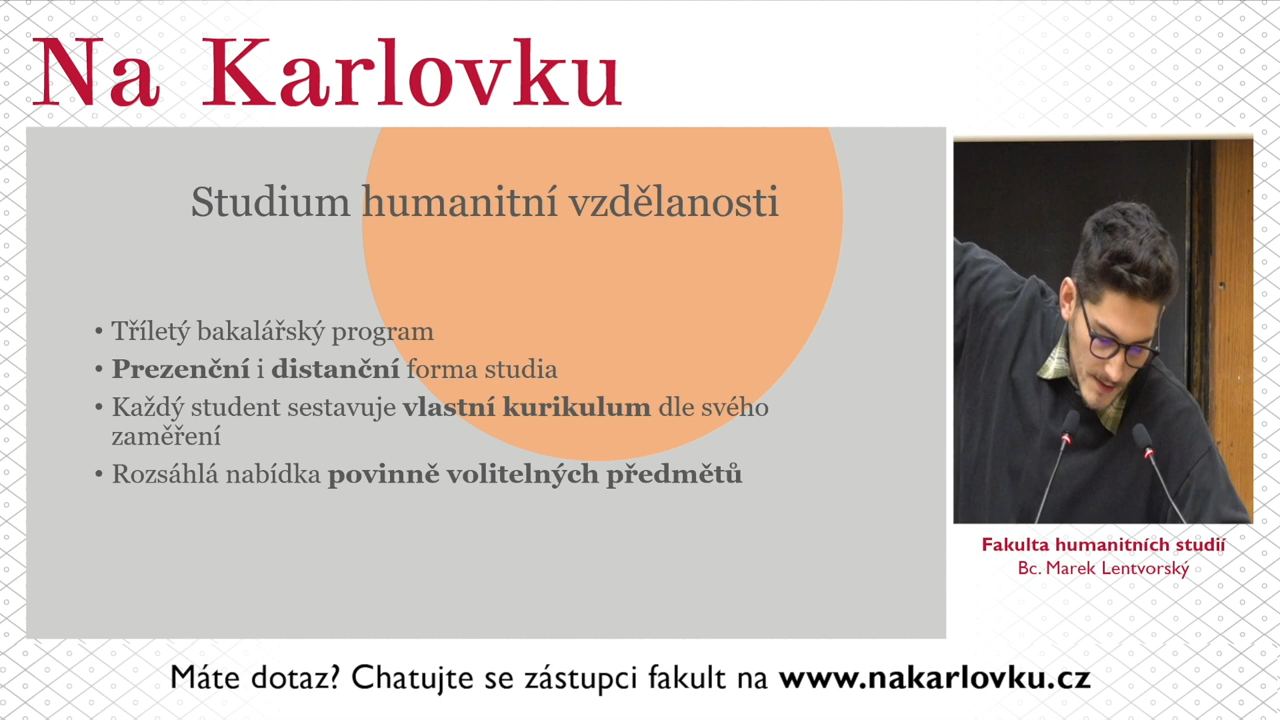 Na Karlovku
Studium humanitní vzdělanosti
• Tříletý bakalářský program
• Prezenční i distanční forma studia
• Každý student sestavuje vlastní kurikulum dle svého
zaměření
• Rozsáhlá nabídka povinně volitelných předmětů
Fakulta humanitních studií
Bc. Marek Lentvorský
Máte dotaz? Chatujte se zástupci fakult na www.nakarlovku.cz